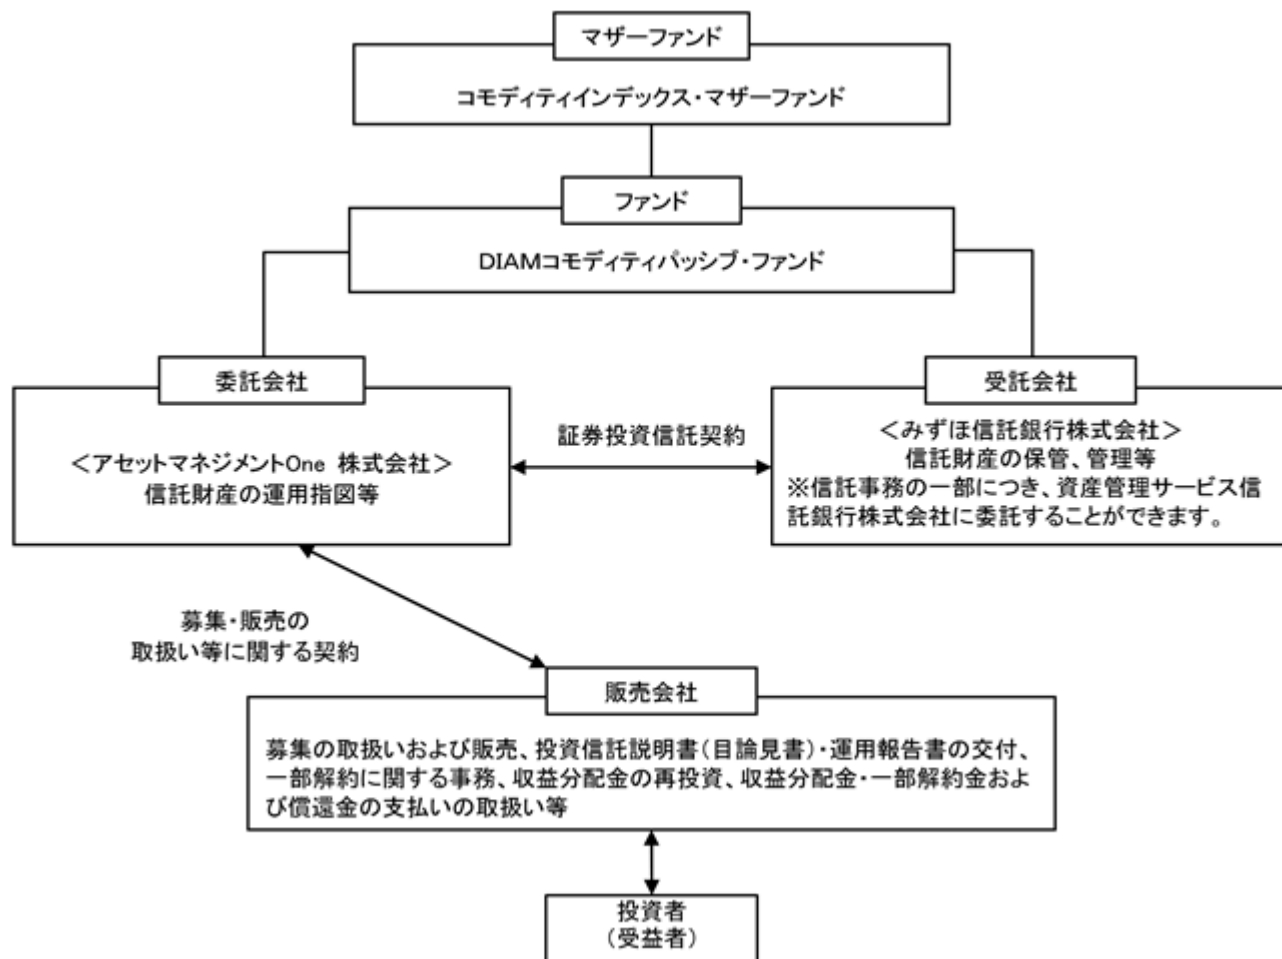 マザーファンド
コモディティインデックス・マザーファンド
ファンド
DIAMコモディティパッシブ・ファンド
委託会社
<アセットマネジメントOne 株式会社>
信託財産の運用指図等
証券投資信託契約
受託会社
<みずほ信託銀行株式会社>
信託財産の保管、管理等
※信託事務の一部につき、資産管理サービス信
託銀行株式会社に委託することができます。
募集・販売の
取扱い等に関する契約
販売会社
募集の取扱いおよび販売、投資信託説明書(目論見書)・運用報告書の交付、
一部解約に関する事務、収益分配金の再投資、収益分配金・一部解約金およ
び償還金の支払いの取扱い等
投資者
(受益者)